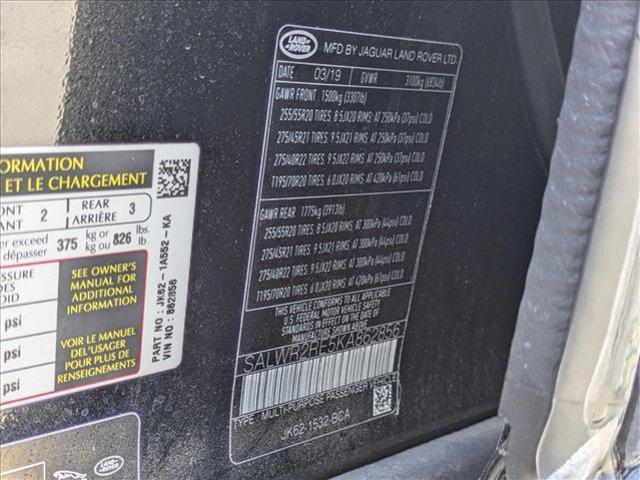 LAND
ROVER
MFD BY JAGUAR LAND ROVER LTD.
DATE 03/19 GVWR 3100kg (6834lb)
GAWR FRONT 1500kg (3307lb)
255/55R20 TIRES 8.5JX20 RIMS AT 250kPa (37psi) COLD
275/45R21 TIRES 9.5JX21 RIMS AT 250kPa (37psi) COLD
275/40R22 TIRES 9.5JX22 RIMS AT 250kPa (37psi) COLD
T195/70R20 TIRES 6.0JX20 RIMS AT 420kPa (61psi) COLD
GAWR REAR 1775kg (3913lb)
255/55R20 TIRES 8.5JX20 RIMS AT 300kPa (44psi) COLD
275/45R21 TIRES 9.5JX21 RIMS AT 300kPa (44psi) COLD
275/40R22 TIRES 9.5JX22 RIMS AT 300kPa (44psi) COLD
T195/70R20 TIRES 6.0JX20 RIMS AT 420kPa (61psi) COLD
THIS VEHICLE CONFORMS TO ALL APPLICABLE
U.S. FEDERAL MOTOR VEHICLE SAFETY
STANDARDS IN EFFECT ON THE DATE OF
MANUFACTURE SHOWN ABOVE
SALWR2RE5KA862856
TYPE: MULTI-PURPOSE PASSENGER VEHICLE
JK62-1532-BCA
ORMATION
ET LE CHARGEMENT
ONT 2 REAR 3
ANT ARRIÈRE
er exceed 375 kg 826 lbs.
dépasser or ou lb.
ESSURE
DES
OID
psi
psi
psi
SEE OWNER'S
MANUAL FOR
ADDITIONAL
INFORMATION
VOIR LE MANUEL
DE L'USAGER
POUR PLUS DE
RENSEIGNEMENTS
PART NO : JK62 - 1A552 - KA
VIN NO : 862856
LAND
ROVER